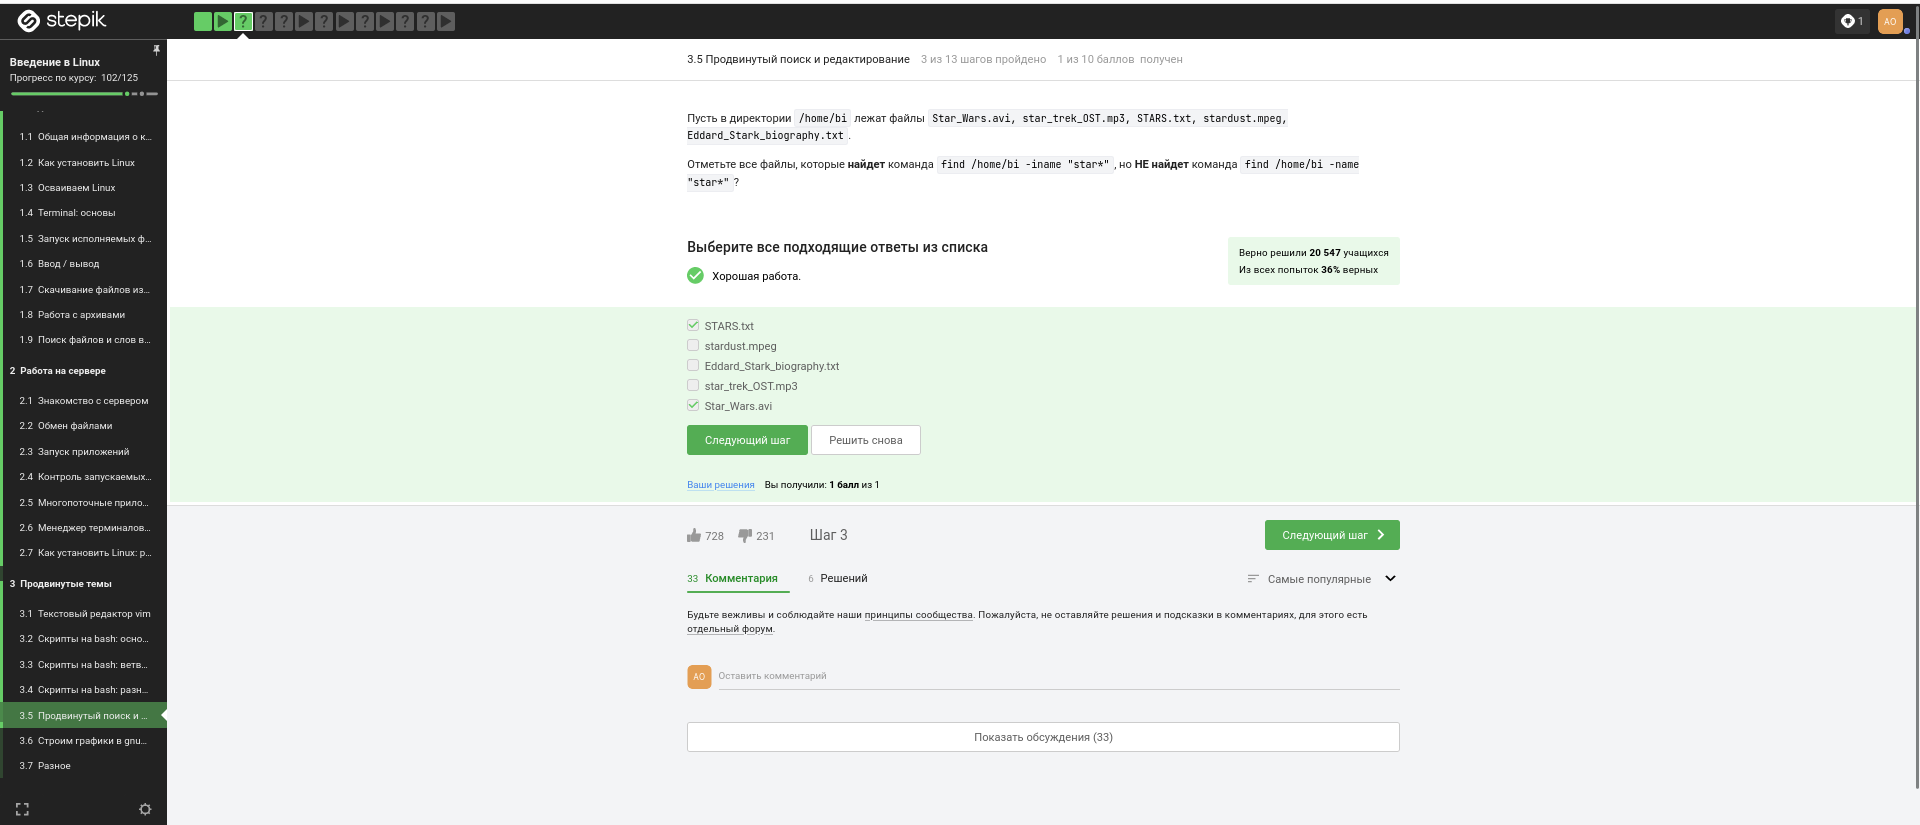 stepik
? ? ? ? ? ? ?
1
AO
Введение в Linux
Прогресс по курсу: 102/125
1.1 Общая информация о к...
1.2 Как установить Linux
1.3 Осваиваем Linux
1.4 Terminal: основы
1.5 Запуск исполняемых ф...
1.6 Ввод / вывод
1.7 Скачивание файлов из...
1.8 Работа с архивами
1.9 Поиск файлов и слов в...
2 Работа на сервере
2.1 Знакомство с сервером
2.2 Обмен файлами
2.3 Запуск приложений
2.4 Контроль запускаемых...
2.5 Многопоточные прило...
2.6 Менеджер терминалов...
2.7 Как установить Linux: р...
3 Продвинутые темы
3.1 Текстовый редактор vim
3.2 Скрипты на bash: осно...
3.3 Скрипты на bash: ветв...
3.4 Скрипты на bash: разн...
3.5 Продвинутый поиск и ...
3.6 Строим графики в gnu...
3.7 Разное
3.5 Продвинутый поиск и редактирование 3 из 13 шагов пройдено 1 из 10 баллов получен
Пусть в директории /home/bi лежат файлы Star_Wars.avi, star_trek_OST.mp3, STARS.txt, stardust.mpeg,
Eddard_Stark_biography.txt .
Отметьте все файлы, которые найдет команда find /home/bi -iname "star*" , но НЕ найдет команда find /home/bi -name
"star*" ?
Выберите все подходящие ответы из списка
Хорошая работа.
Верно решили 20 547 учащихся
Из всех попыток 36% верных
STARS.txt
stardust.mpeg
Eddard_Stark_biography.txt
star_trek_OST.mp3
Star_Wars.avi
Следующий шаг Решить снова
Ваши решения Вы получили: 1 балл из 1
728 231 Шаг 3 Следующий шаг
33 Комментария 6 Решений Самые популярные
Будьте вежливы и соблюдайте наши принципы сообщества. Пожалуйста, не оставляйте решения и подсказки в комментариях, для этого есть
отдельный форум.
AO Оставить комментарий
Показать обсуждения (33)